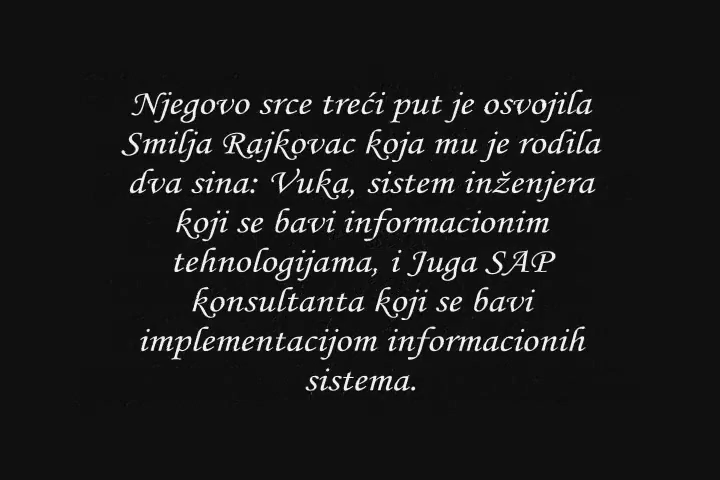 Njegovo srce treći put je osvojila
Smilja Rajkovac koja mu je rodila
dva sina: Vuka, sistem inženjera
koji se bavi informacionim
tehnologijama, i Juga SAP
konsultanta koji se bavi
implementacijom informacionih
sistema.